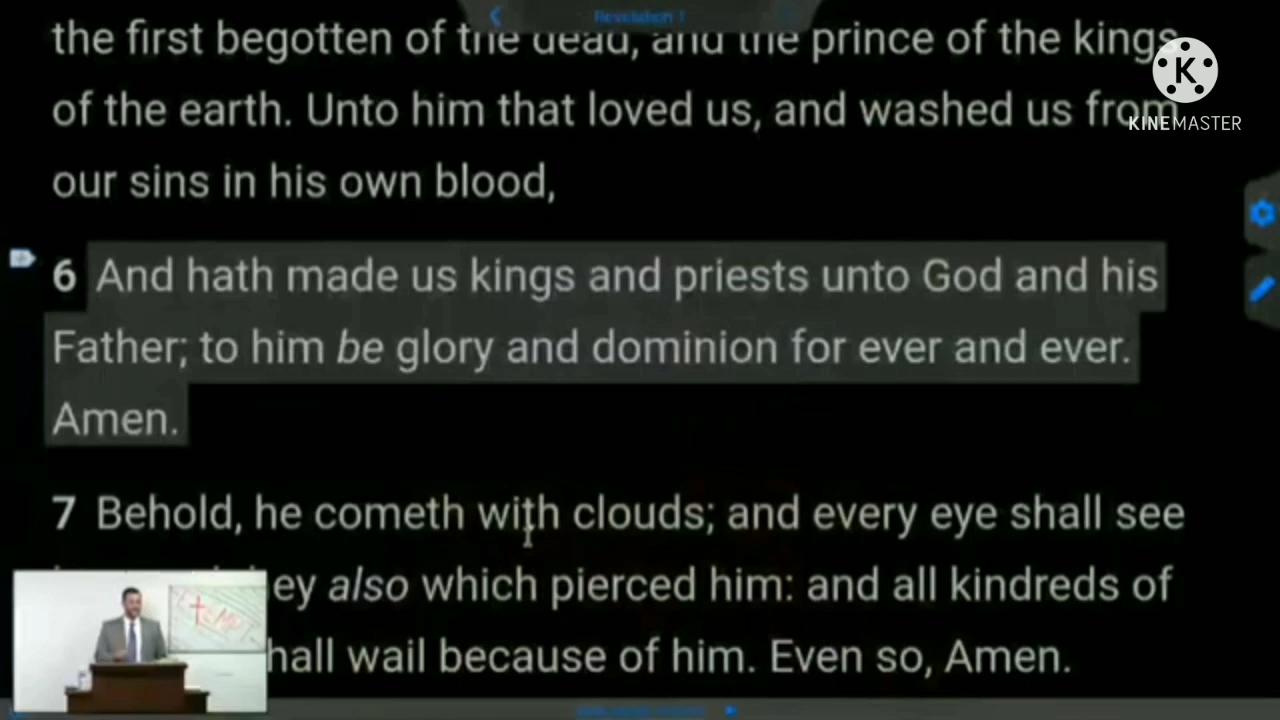 Revelation 1
the first begotten of the dead, and the prince of the kings
of the earth. Unto him that loved us, and washed us from
our sins in his own blood,
KINEMASTER
6 And hath made us kings and priests unto God and his
Father; to him be glory and dominion for ever and ever.
Amen.
7 Behold, he cometh with clouds; and every eye shall see
also which pierced him: and all kindreds of
wail because of him. Even so, Amen.